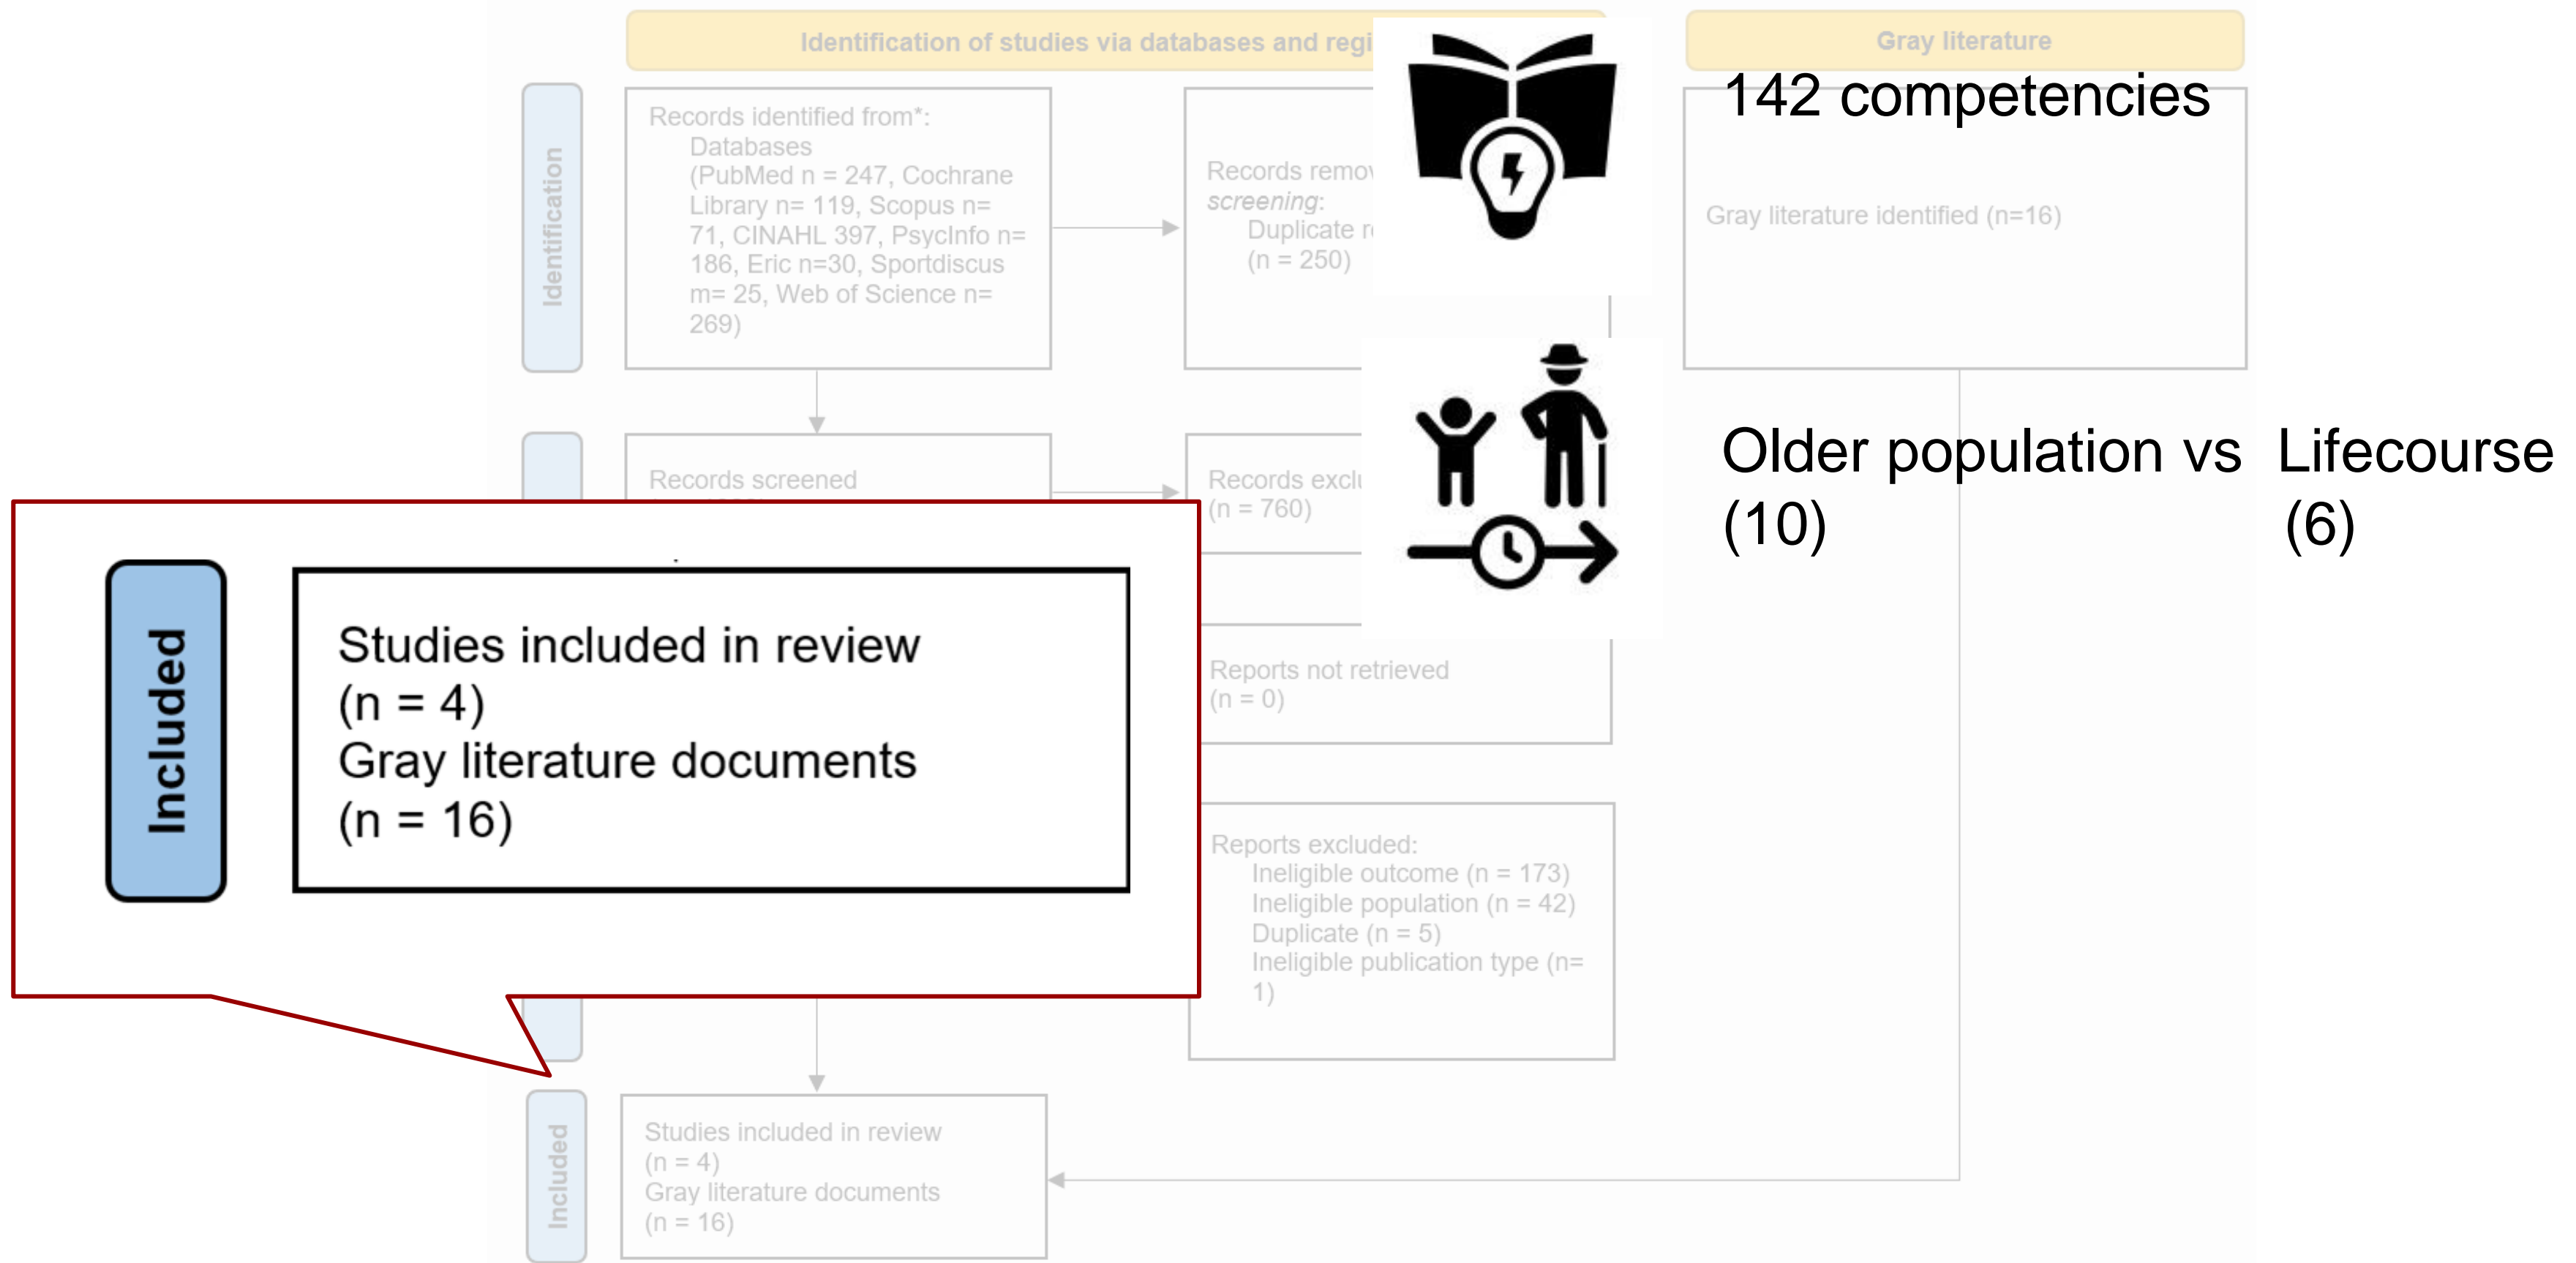 Identification of studies via databases and regi
Gray literature
142 competencies
Identification
Records identified from*:
Databases
(PubMed n = 247, Cochrane
Library n= 119, Scopus n=
71, CINAHL 397, PsycInfo n=
186, Eric n=30, Sportdiscus
m= 25, Web of Science n=
269)
Records remov
screening:
Duplicate r
(n = 250)
Gray literature identified (n=16)
Older population vs Lifecourse
(10) (6)
Records screened
Records exclu
(n = 760)
Included
Studies included in review
(n = 4)
Gray literature documents
(n = 16)
Reports not retrieved
(n = 0)
Reports excluded:
Ineligible outcome (n = 173)
Ineligible population (n = 42)
Duplicate (n = 5)
Ineligible publication type (n=
1)
Included
Studies included in review
(n = 4)
Gray literature documents
(n = 16)